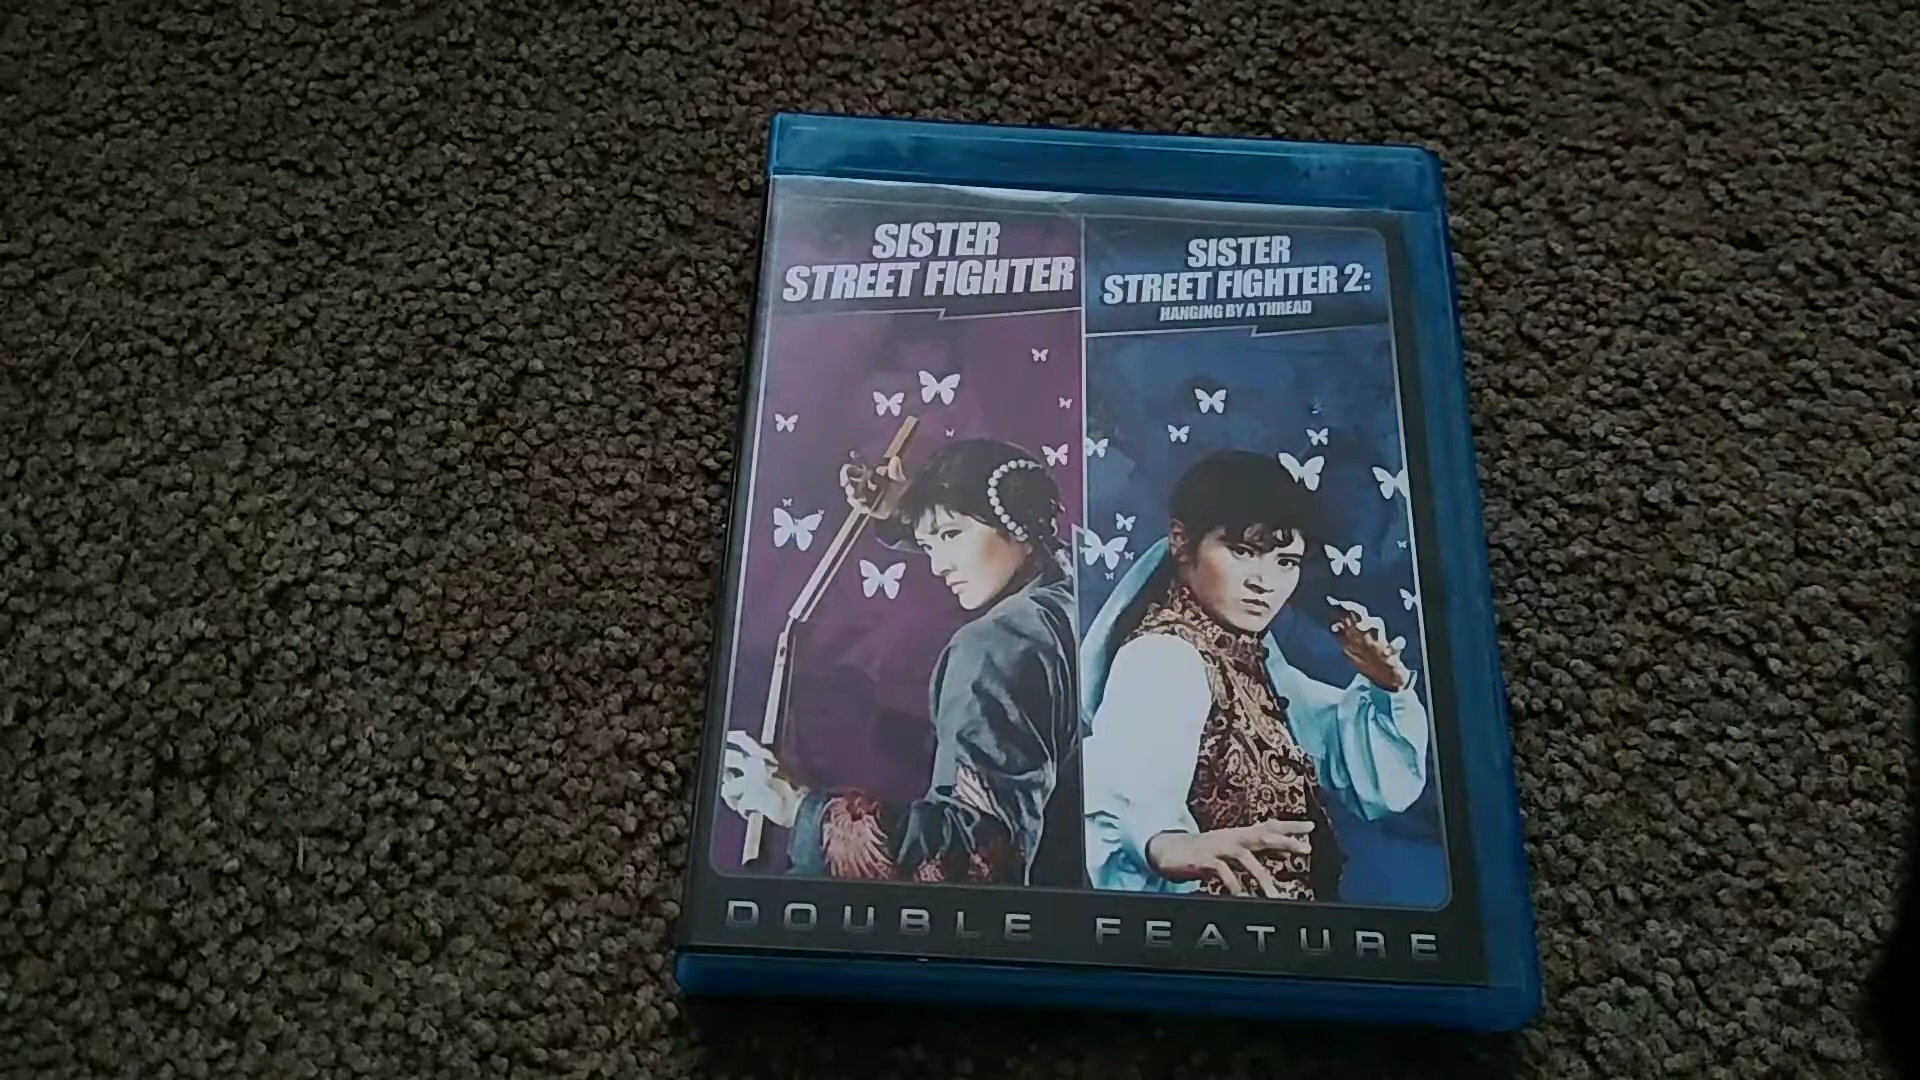 SISTER
STREET FIGHTER
SISTER
STREET FIGHTER 2:
HANGING BY A THREAD
DOUBLE FEATURE